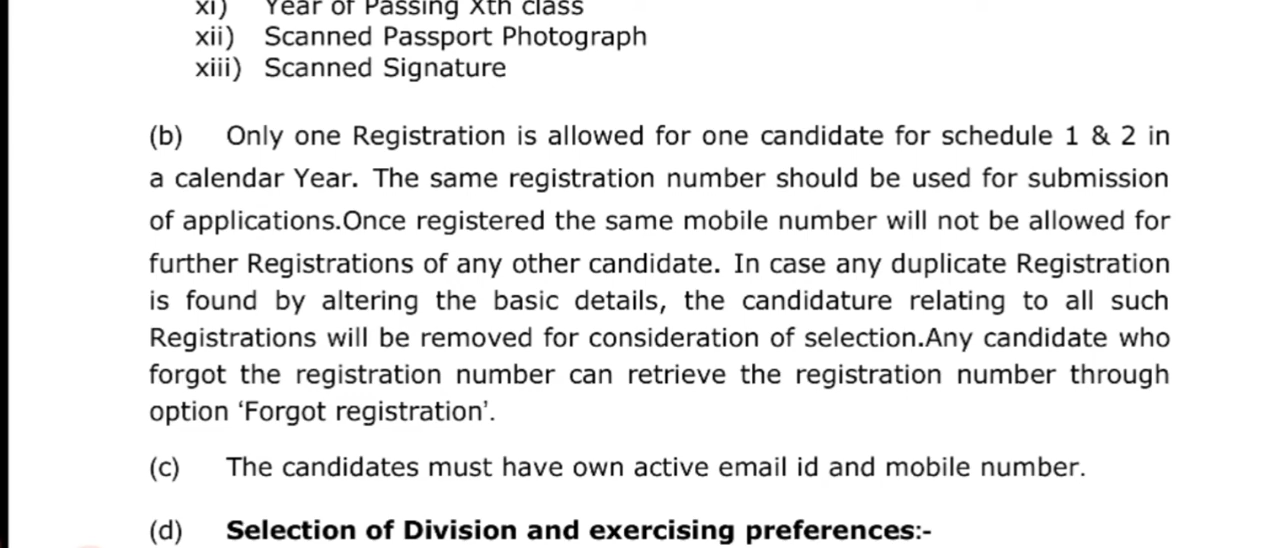 xi) Year of Passing Xth class
xii) Scanned Passport Photograph
xiii) Scanned Signature
(b) Only one Registration is allowed for one candidate for schedule 1 & 2 in
a calendar Year. The same registration number should be used for submission
of applications.Once registered the same mobile number will not be allowed for
further Registrations of any other candidate. In case any duplicate Registration
is found by altering the basic details, the candidature relating to all such
Registrations will be removed for consideration of selection.Any candidate who
forgot the registration number can retrieve the registration number through
option ‘Forgot registration’.
(c) The candidates must have own active email id and mobile number.
(d) Selection of Division and exercising preferences:-